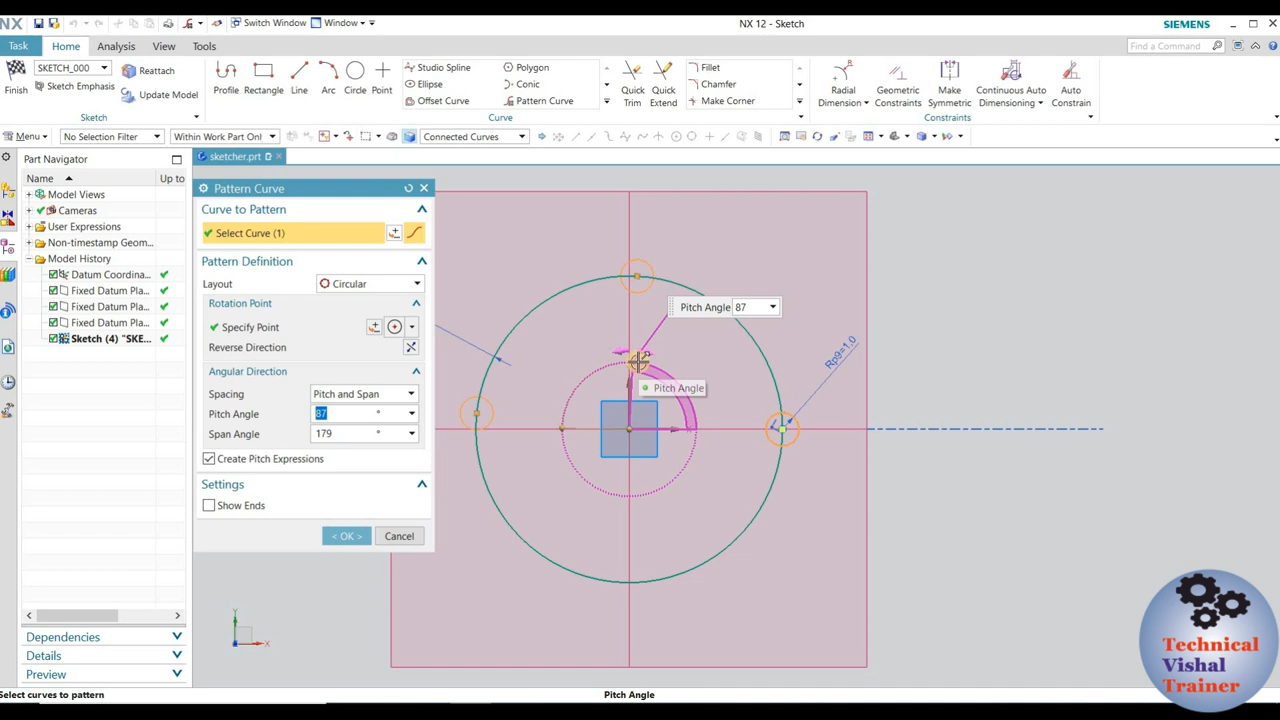 NX
Switch Window
Window
NX 12 - Sketch
SIEMENS
Task
Home
Analysis
View
Tools
Find a Command
Finish
SKETCH_000
Sketch Emphasis
Reattach
Update Model
Sketch
Profile
Rectangle
Line
Arc
Circle
Point
Studio Spline
Ellipse
Offset Curve
Polygon
Conic
Pattern Curve
Curve
Quick
Trim
Quick
Extend
Fillet
Chamfer
Make Corner
Radial
Dimension
Geometric
Constraints
Make
Symmetric
Continuous Auto
Dimensioning
Auto
Constrain
Constraints
Menu
No Selection Filter
Within Work Part Only
Connected Curves
Part Navigator
sketcher.prt
Name
Up to
Model Views
Cameras
User Expressions
Non-timestamp Geom...
Model History
Datum Coordina...
Fixed Datum Pla...
Fixed Datum Pla...
Fixed Datum Pla...
Sketch (4) "SKE...
Dependencies
Details
Preview
Pattern Curve
Curve to Pattern
Select Curve (1)
Pattern Definition
Layout
Circular
Rotation Point
Specify Point
Reverse Direction
Angular Direction
Spacing
Pitch and Span
Pitch Angle
87 °
Span Angle
179 °
Create Pitch Expressions
Settings
Show Ends
< OK >
Cancel
Pitch Angle 87
Pitch Angle
Rp9=1.0
Y
X
Technical
Vishal
Trainer
Select curves to pattern
Pitch Angle